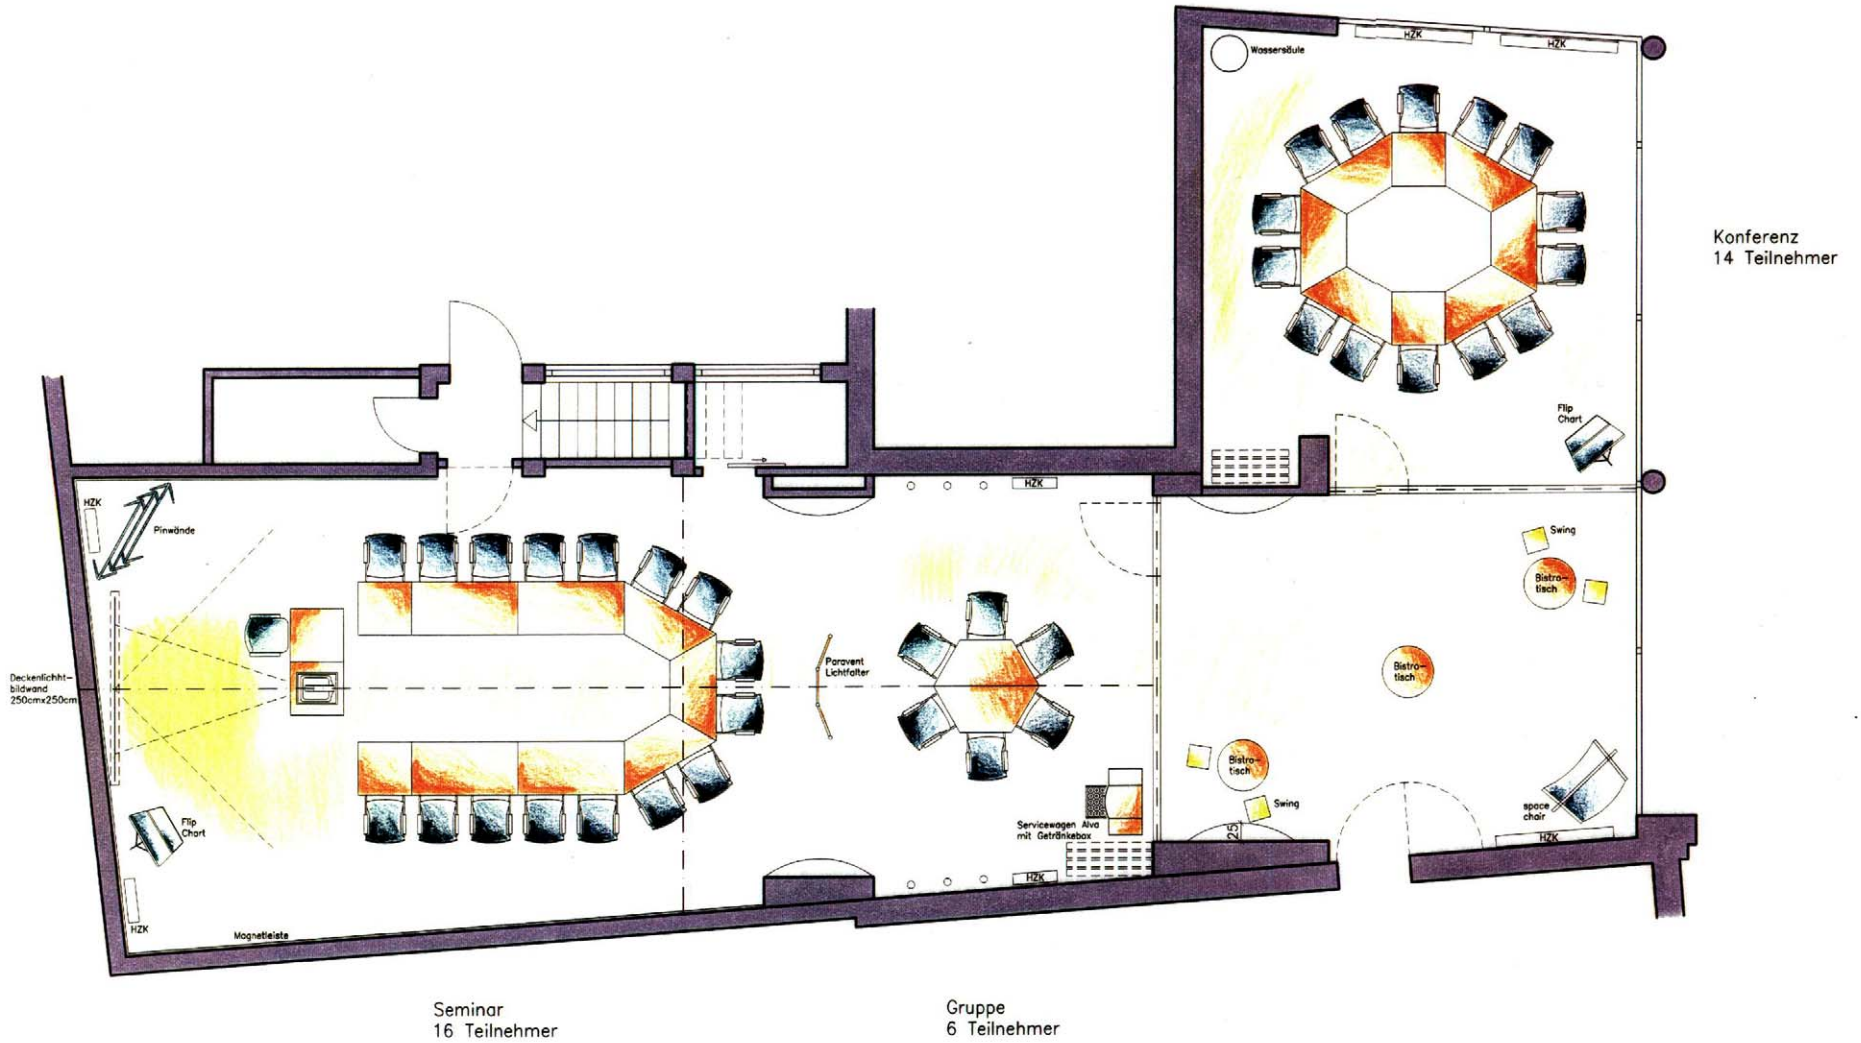 HZK
HZK
Wassersäule
Konferenz
14 Teilnehmer
Flip
Chart
HZK
HZK
Pinwände
Swing
Bistro-
tisch
Bistro-
tisch
Paravent
Lichtfalter
Deckenlichht-
bildwand
250cmx250cm
Bistro-
tisch
Swing
space
chair
Flip
Chart
Servicewagen Alva
mit Getränkebox
25
HZK
HZK
HZK
Magnetleiste
Seminar
16 Teilnehmer
Gruppe
6 Teilnehmer